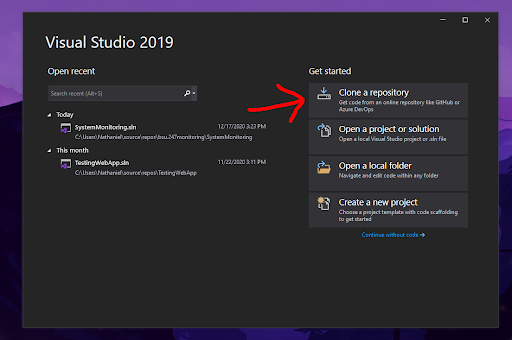 Visual Studio 2019
Open recent
Search recent (Alt+S)
Today
SystemMonitoring.sln 12/17/2020 3:23 PM
C:\Users\Nathaniel\source\repos\bsu.247monitoring\SystemMonitoring
This month
TestingWebApp.sln 11/22/2020 3:11 PM
C:\Users\Nathaniel\source\repos\TestingWebApp
Get started
Clone a repository
Get code from an online repository like GitHub or
Azure DevOps
Open a project or solution
Open a local Visual Studio project or .sln file
Open a local folder
Navigate and edit code within any folder
Create a new project
Choose a project template with code scaffolding
to get started
Continue without code →